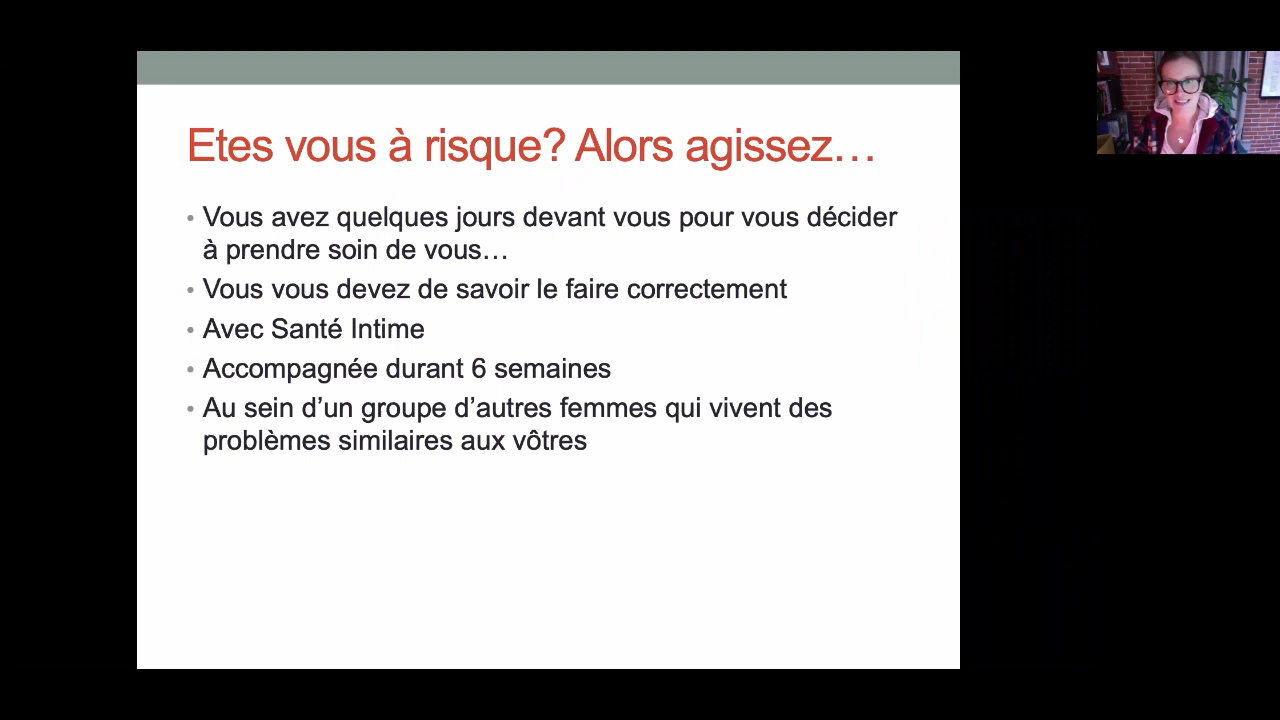 Etes vous à risque? Alors agissez…
• Vous avez quelques jours devant vous pour vous décider
à prendre soin de vous…
• Vous vous devez de savoir le faire correctement
• Avec Santé Intime
• Accompagnée durant 6 semaines
• Au sein d’un groupe d’autres femmes qui vivent des
problèmes similaires aux vôtres